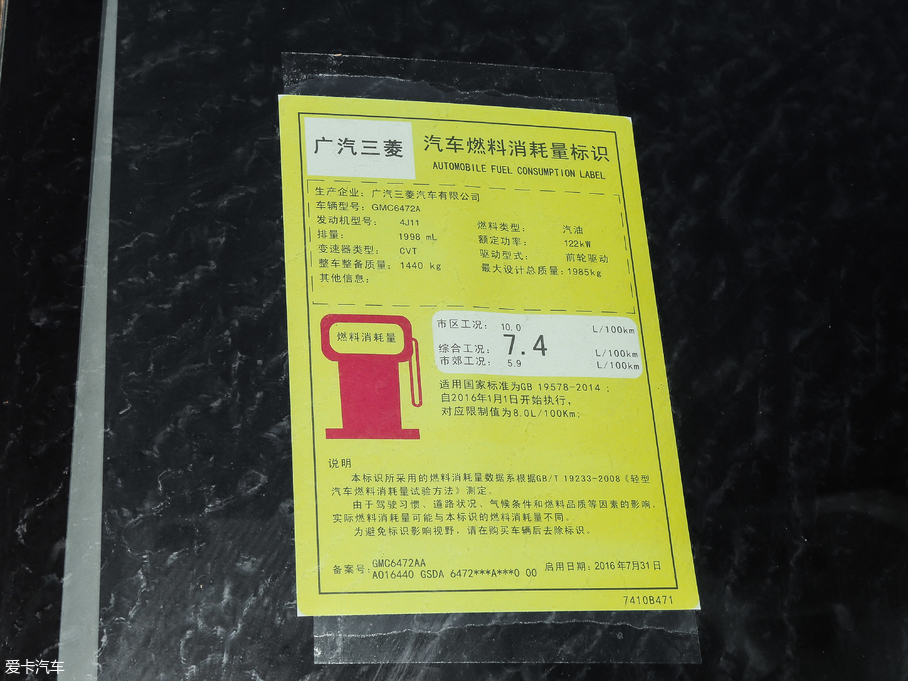 广汽三菱
汽车燃料消耗量标识
AUTOMOBILE FUEL CONSUMPTION LABEL
生产企业: 广汽三菱汽车有限公司
车辆型号: GMC6472A
发动机型号: 4J11 燃料类型: 汽油
排量: 1998 mL 额定功率: 122kW
变速器类型: CVT 驱动型式: 前轮驱动
整车整备质量: 1440 kg 最大设计总质量: 1985kg
其他信息:
燃料消耗量
市区工况: 10.0 L/100km
综合工况: 7.4 L/100km
市郊工况: 5.9 L/100km
适用国家标准为GB 19578-2014 ;
自2016年1月1日开始执行,
对应限制值为8.0L/100Km;
说明
本标识所采用的燃料消耗量数据系根据GB/T 19233-2008《轻型
汽车燃料消耗量试验方法》测定。
由于驾驶习惯、道路状况、气候条件和燃料品质等因素的影响,
实际燃料消耗量可能与本标识的燃料消耗量不同。
为避免标识影响视野, 请在购买车辆后去除标识。
备案号: GMC6472AA
A016440 GSDA 6472***A***0 00 启用日期: 2016年7月31日
7410B471
爱卡汽车